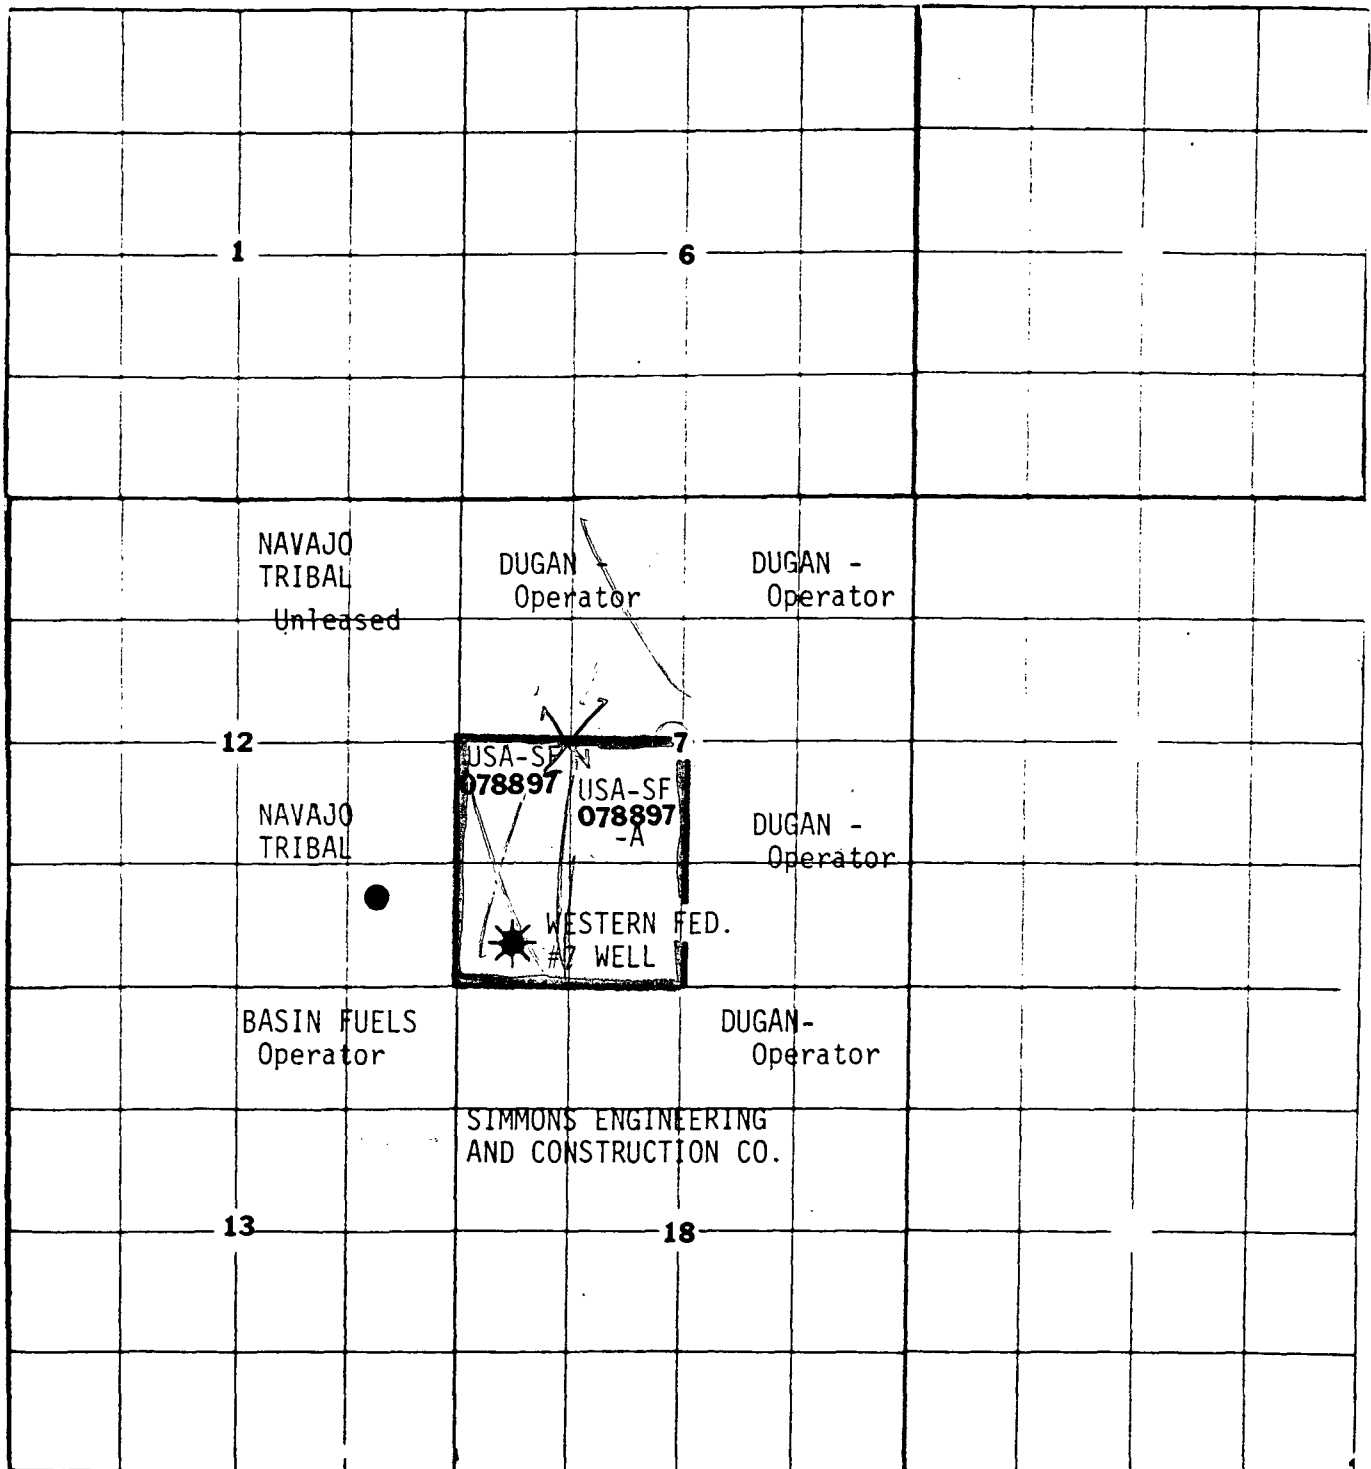 1
6
NAVAJO
TRIBAL
Unleased
DUGAN -
Operator
DUGAN -
Operator
12
7
USA-SF
078897
N
USA-SF
078897
-A
NAVAJO
TRIBAL
DUGAN -
Operator
WESTERN FED.
WELL
BASIN FUELS
Operator
DUGAN-
Operator
SIMMONS ENGINEERING
AND CONSTRUCTION CO.
13
18